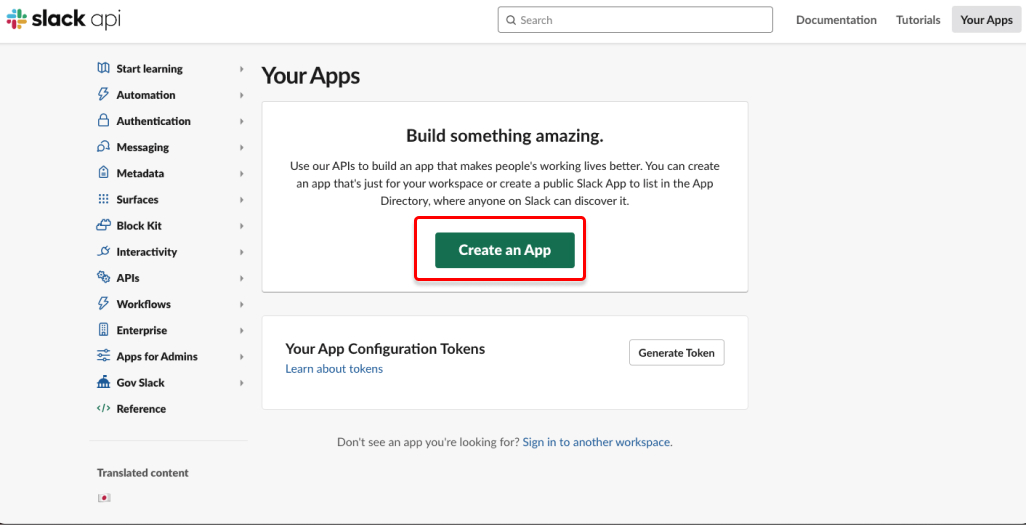 slack api
Search
Documentation
Tutorials
Your Apps
Start learning
Automation
Authentication
Messaging
Metadata
Surfaces
Block Kit
Interactivity
APIs
Workflows
Enterprise
Apps for Admins
Gov Slack
Reference
Translated content
Your Apps
Build something amazing.
Use our APIs to build an app that makes people's working lives better. You can create
an app that's just for your workspace or create a public Slack App to list in the App
Directory, where anyone on Slack can discover it.
Create an App
Your App Configuration Tokens
Learn about tokens
Generate Token
Don't see an app you're looking for? Sign in to another workspace.